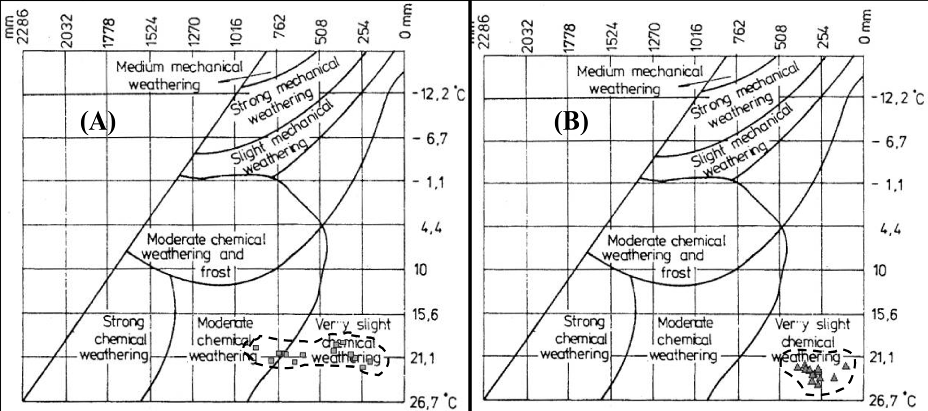 mm 2286 2032 1778 1524 1270 1016 762 508 254 0 mm
Medium mechanical
weathering
Strong mechanical
weathering
(A)
Slight mechanical
weathering
Moderate chemical
weathering and
frost
Strong
chemical
weathering
Moderate
chemical
weathering
Very slight
chemical
weathering
-12,2 °C
-6,7
-1,1
4,4
10
15,6
21,1
26,7 °C
mm 2286 2032 1778 1524 1270 1016 762 508 254 0 mm
Medium mechanical
weathering
Strong mechanical
weathering
(B)
Slight mechanical
weathering
Moderate chemical
weathering and
frost
Strong
chemical
weathering
Moderate
chemical
weathering
Very slight
chemical
weathering
-12,2 °C
-6,7
-1,1
4,4
10
15,6
21,1
26,7 °C